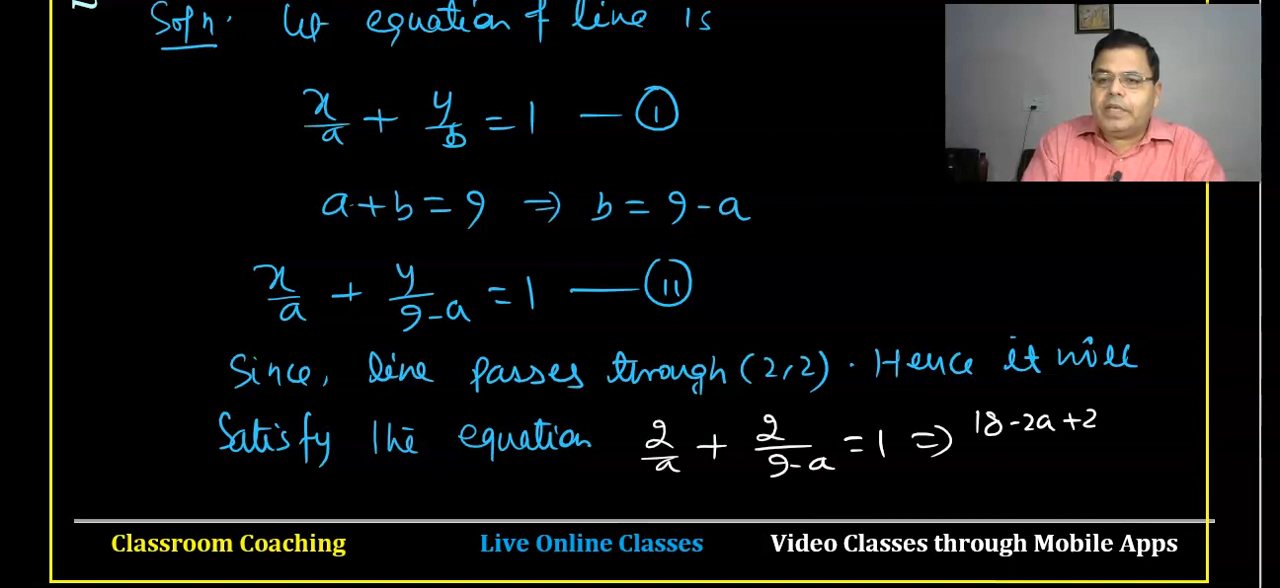 Soln. Let equation of line is
x/a + y/b = 1 — (I)
a + b = 9 ⇒ b = 9 - a
x/a + y/9-a = 1 — (II)
Since, line passes through (2,2). Hence it will
Satisfy the equation 2/a + 2/9-a = 1 ⇒ 18-2a+2
Classroom Coaching Live Online Classes Video Classes through Mobile Apps